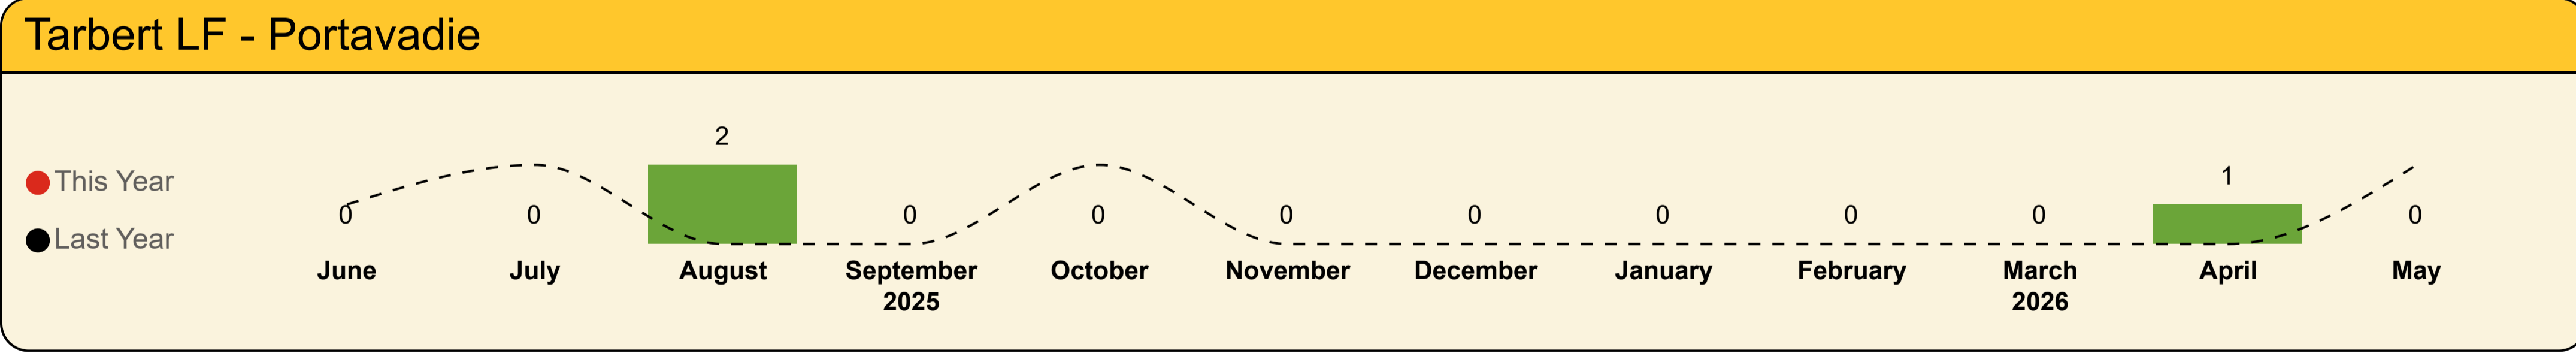 Tarbert LF - Portavadie
2
This Year
1
0 0 0 0 0 0 0 0 0 0
Last Year
June July August September October November December January February March April May
2025 2026